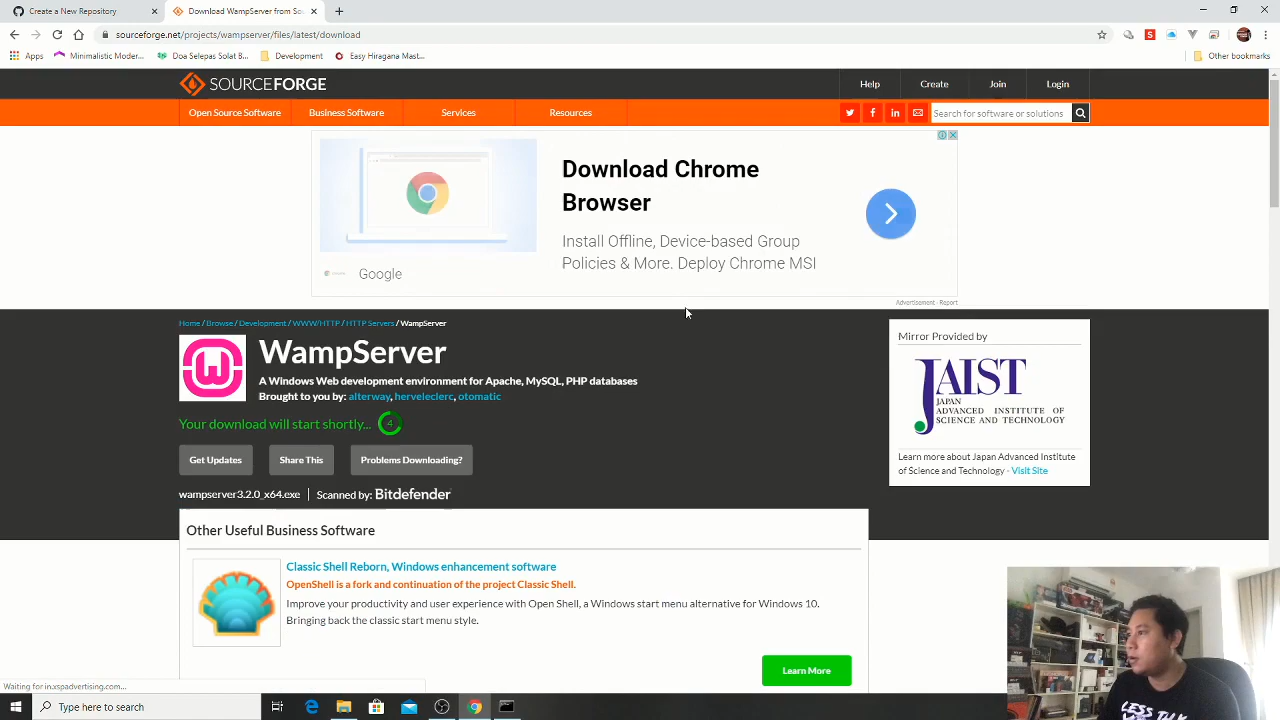 Create a New Repository
Download WampServer from Sou
sourceforge.net/projects/wampserver/files/latest/download
Apps
Minimalistic Moder...
Doa Selepas Solat B...
Development
Easy Hiragana Mast...
Other bookmarks
SOURCEFORGE
Help
Create
Join
Login
Open Source Software
Business Software
Services
Resources
Search for software or solutions
Download Chrome
Browser
Install Offline, Device-based Group
Policies & More. Deploy Chrome MSI
Google
Advertisement - Report
Home / Browse / Development / WWW/HTTP / HTTP Servers / WampServer
WampServer
A Windows Web development environment for Apache, MySQL, PHP databases
Brought to you by: alterway, herveleclerc, otomatic
Your download will start shortly... 4
Get Updates
Share This
Problems Downloading?
wampserver3.2.0_x64.exe
Scanned by: Bitdefender
Mirror Provided by
JAIST
JAPAN
ADVANCED INSTITUTE OF
SCIENCE AND TECHNOLOGY
Learn more about Japan Advanced Institute
of Science and Technology - Visit Site
Other Useful Business Software
Classic Shell Reborn, Windows enhancement software
OpenShell is a fork and continuation of the project Classic Shell.
Improve your productivity and user experience with Open Shell, a Windows start menu alternative for Windows 10.
Bringing back the classic start menu style.
Learn More
Waiting for in.xspadvertising.com...
Type here to search
LESS